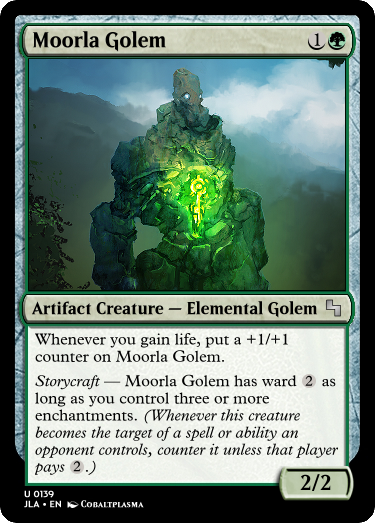 Moorla Golem 1
Artifact Creature — Elemental Golem
Whenever you gain life, put a +1/+1
counter on Moorla Golem.
Storycraft — Moorla Golem has ward 2 as
long as you control three or more
enchantments. (Whenever this creature
becomes the target of a spell or ability an
opponent controls, counter it unless that player
pays 2.)
2/2
U 0139
JLA • EN Cobaltplasma